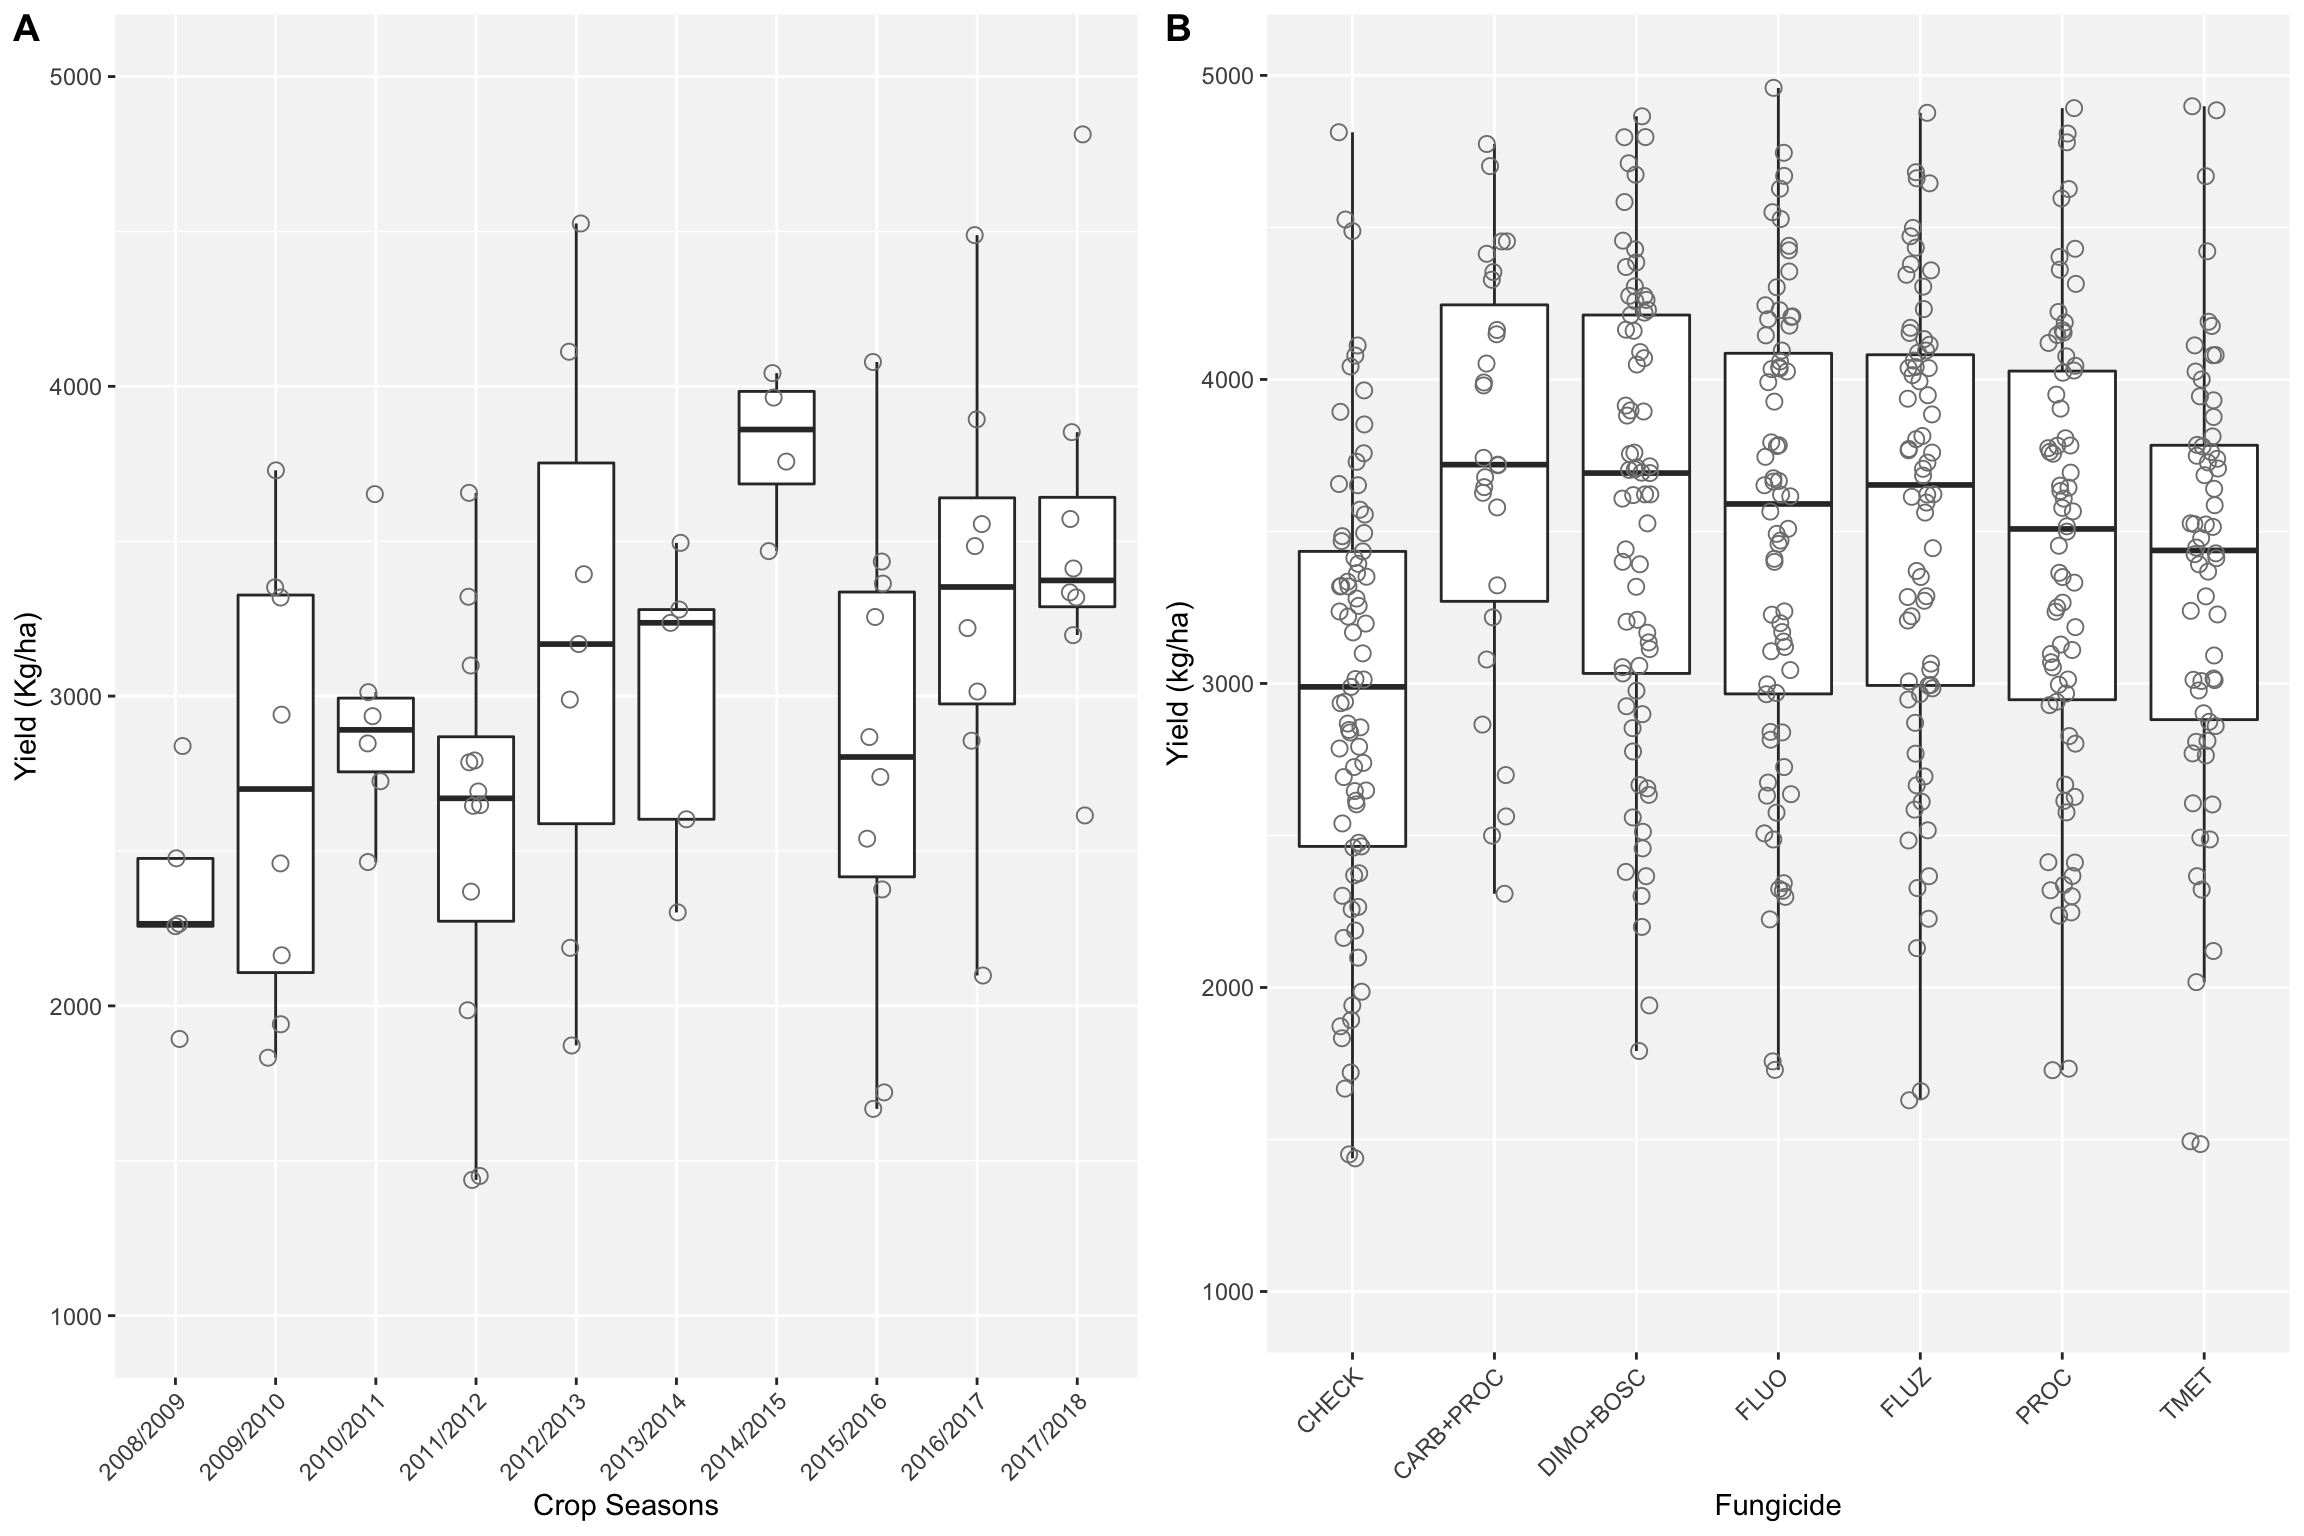 A
Yield (Kg/ha)
5000
4000
3000
2000
1000
2008/2009
2009/2010
2010/2011
2011/2012
2012/2013
2013/2014
2014/2015
2015/2016
2016/2017
2017/2018
Crop Seasons
B
Yield (kg/ha)
5000
4000
3000
2000
1000
CHECK
CARB+PROC
DIMO+BOSC
FLUO
FLUZ
PROC
TMET
Fungicide